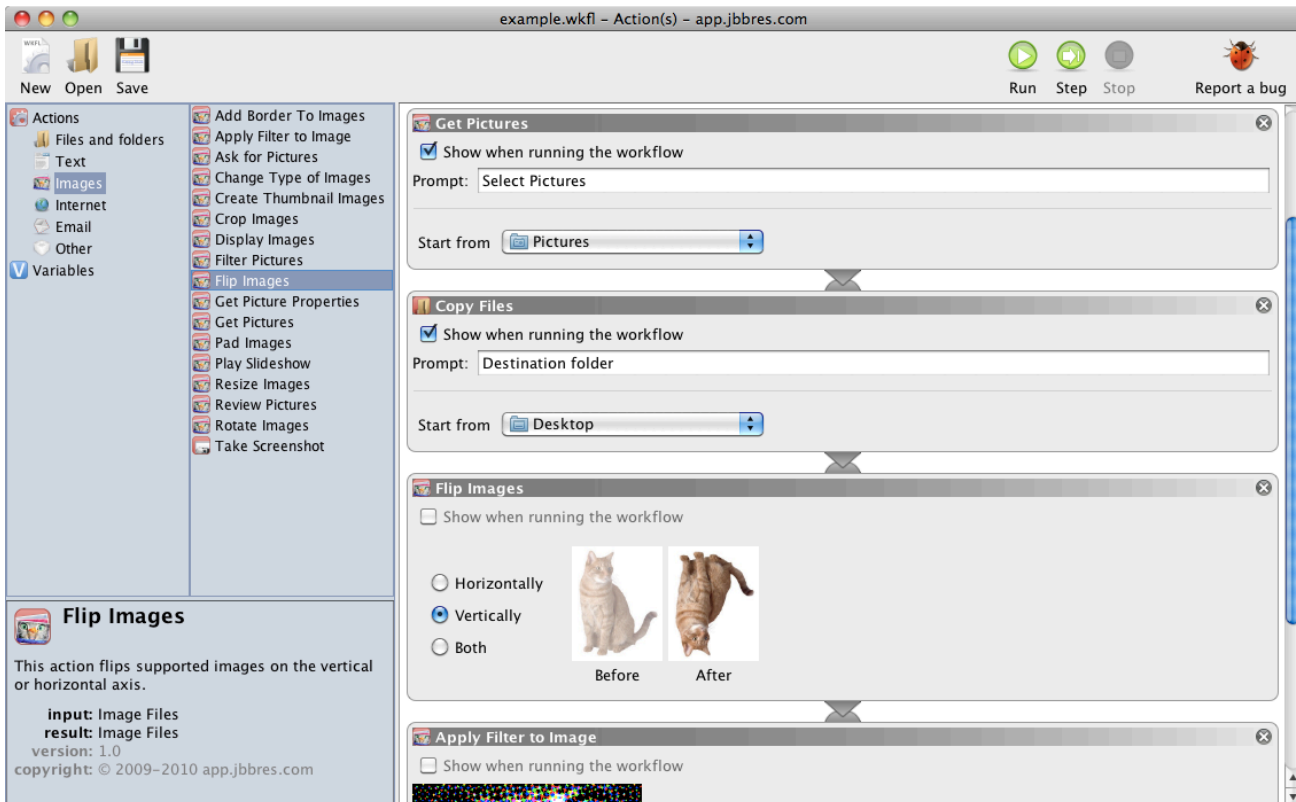 example.wkfl – Action(s) – app.jbbres.com
WKFL
New Open Save
Run Step Stop
Report a bug
Actions
Files and folders
Text
Images
Internet
Email
Other
V Variables
Add Border To Images
Apply Filter to Image
Ask for Pictures
Change Type of Images
Create Thumbnail Images
Crop Images
Display Images
Filter Pictures
Flip Images
Get Picture Properties
Get Pictures
Pad Images
Play Slideshow
Resize Images
Review Pictures
Rotate Images
Take Screenshot
Flip Images
This action flips supported images on the vertical
or horizontal axis.
input: Image Files
result: Image Files
version: 1.0
copyright: © 2009–2010 app.jbbres.com
Get Pictures
Show when running the workflow
Prompt: Select Pictures
Start from Pictures
Copy Files
Show when running the workflow
Prompt: Destination folder
Start from Desktop
Flip Images
Show when running the workflow
Horizontally
Vertically
Both
Before After
Apply Filter to Image
Show when running the workflow